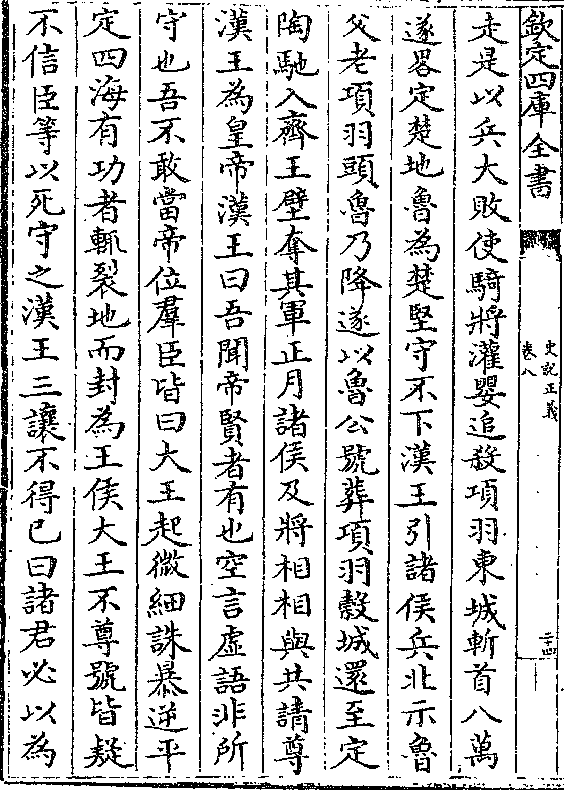 欽定四庫全書
史記正義
卷八
二十四
走是以兵大敗使騎將灌嬰追殺項羽東城斬首八萬
遂畧定楚地魯為楚堅守不下漢王引諸侯兵北示魯
父老項羽頭魯乃降遂以魯公號葬項羽穀城還至定
陶馳入齊王壁奪其軍正月諸侯及將相相與共請尊
漢王為皇帝漢王曰吾聞帝賢者有也空言虛語非所
守也吾不敢當帝位羣臣皆曰大王起微細誅暴逆平
定四海有功者輒裂地而封為王侯大王不尊號皆疑
不信臣等以死守之漢王三讓不得已曰諸君必以為